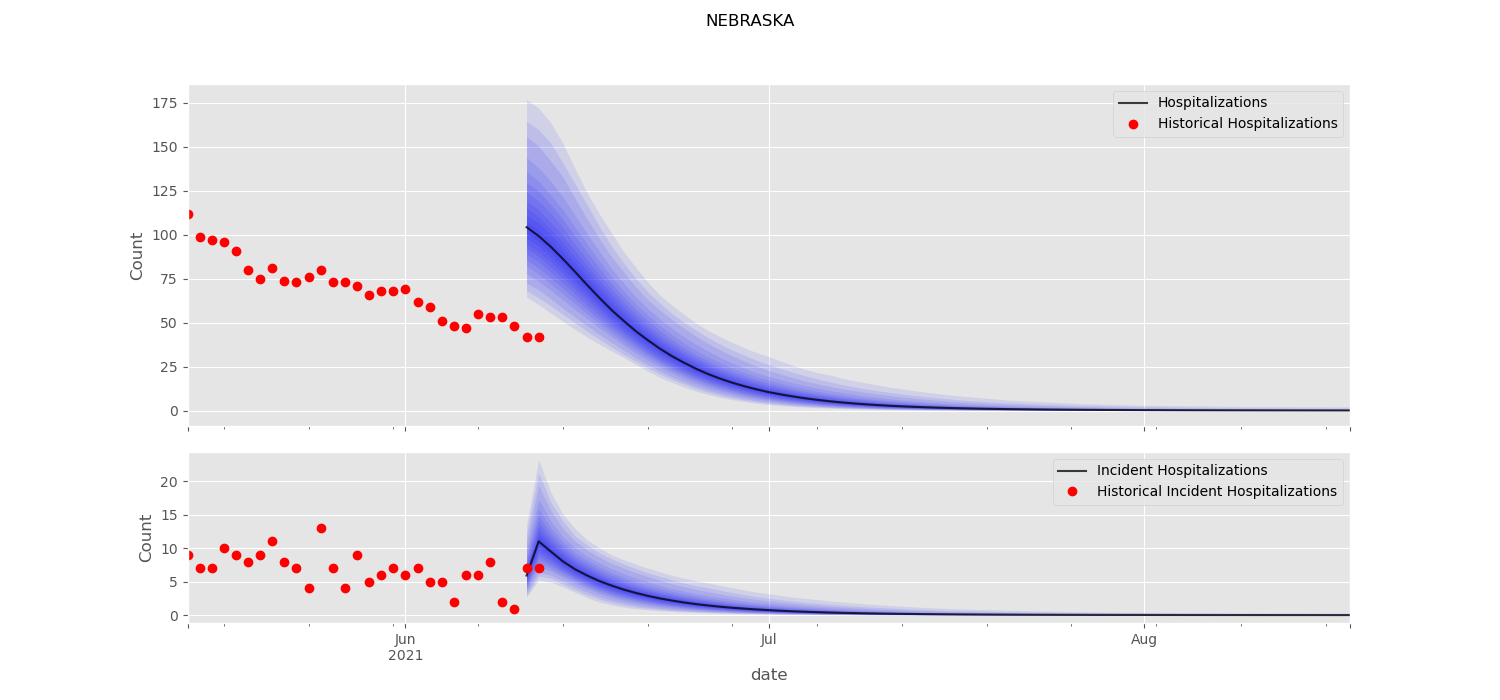 NEBRASKA
175
150
125
100
75
50
25
0
Count
Hospitalizations
Historical Hospitalizations
20
15
10
5
0
Count
Incident Hospitalizations
Historical Incident Hospitalizations
Jun
2021
Jul
Aug
date